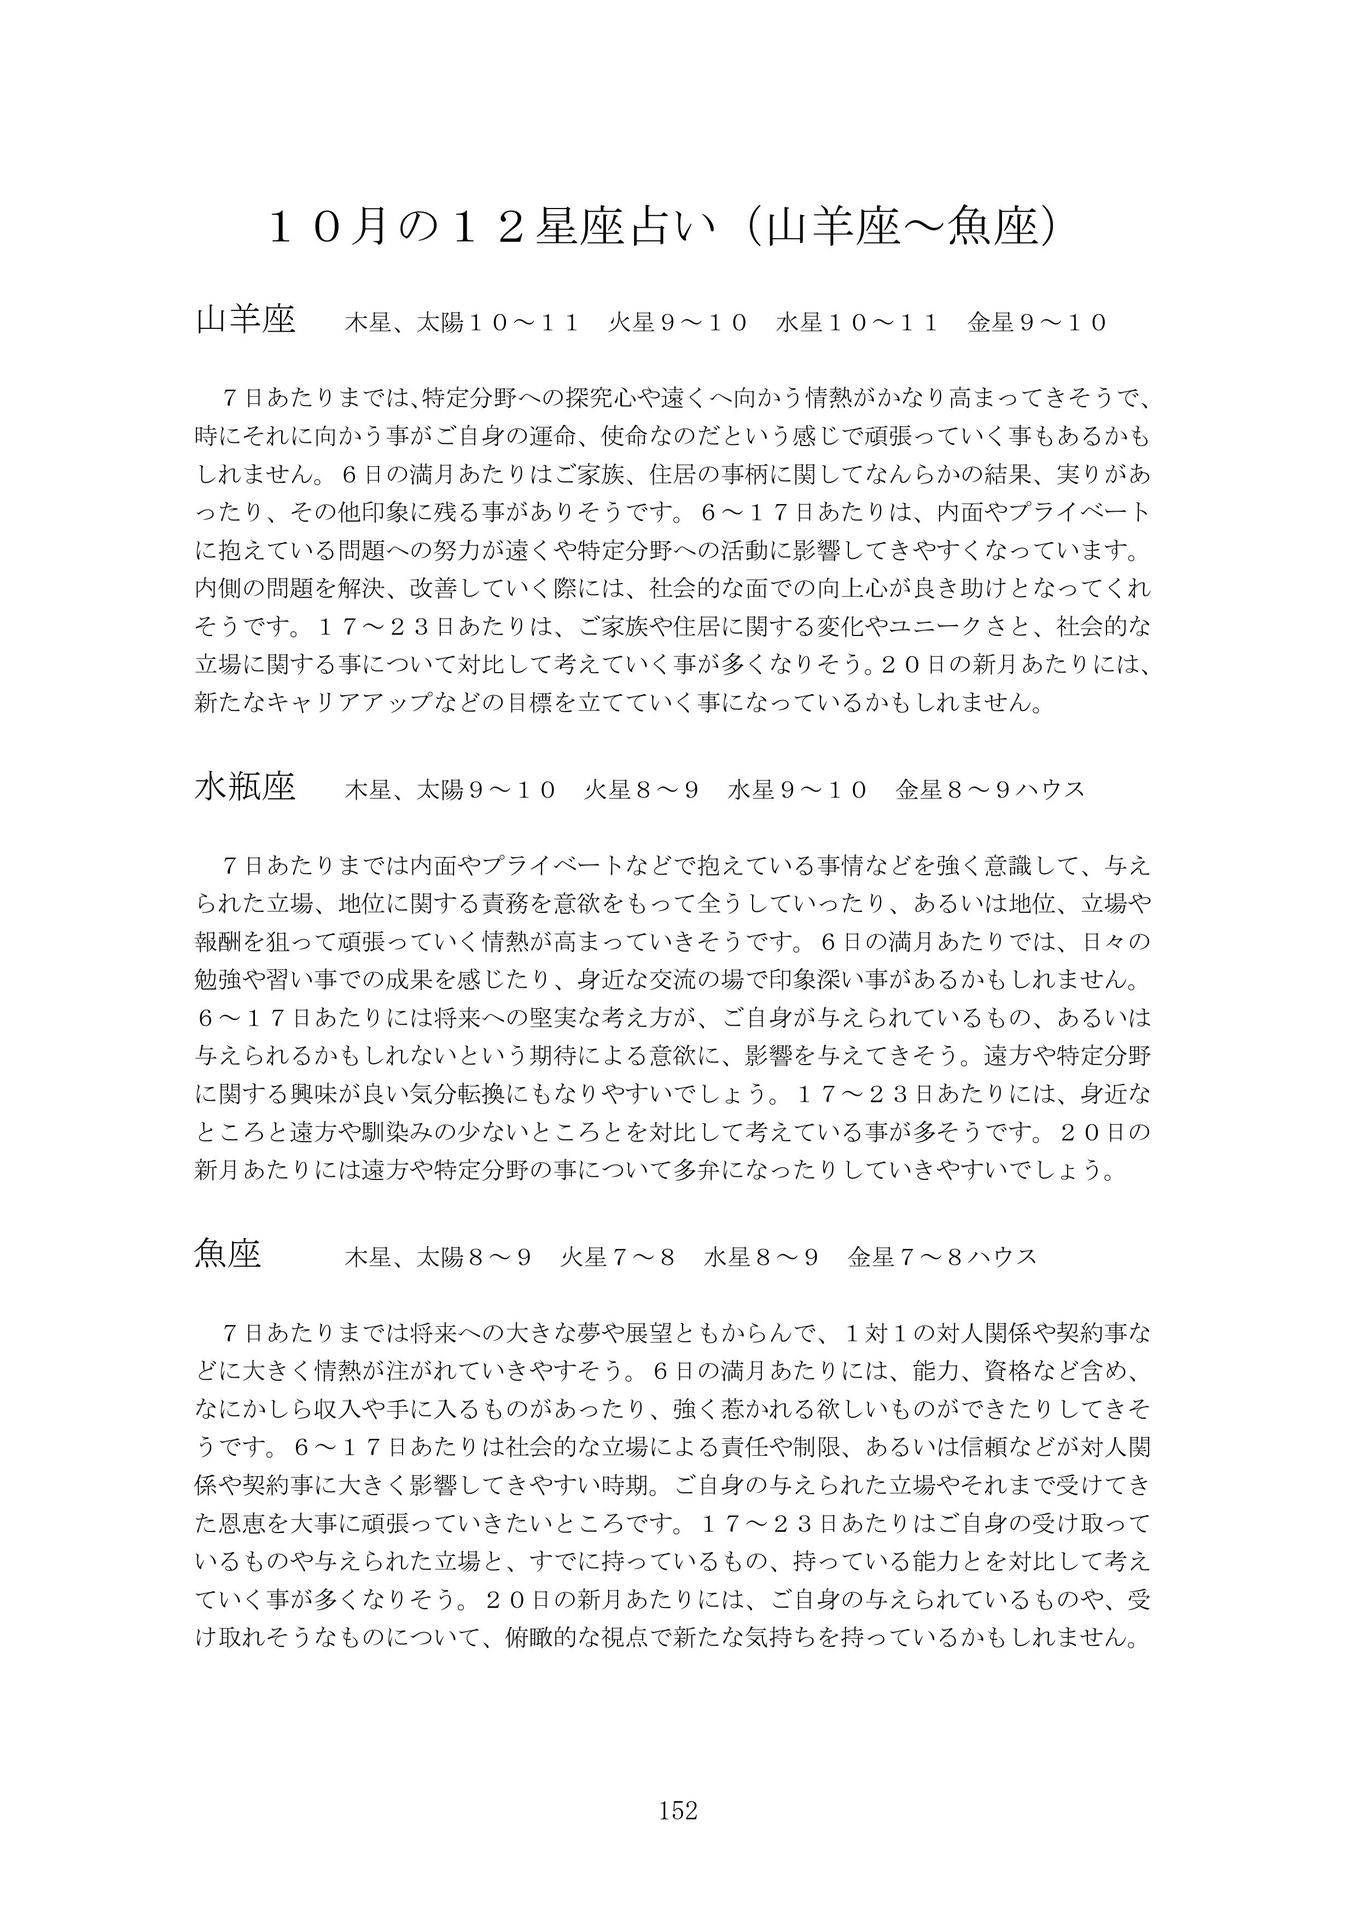 １０月の１２星座占い（山羊座～魚座）
山羊座　木星、太陽１０～１１　火星９～１０　水星１０～１１　金星９～１０
７日あたりまでは、特定分野への探究心や遠くへ向かう情熱がかなり高まってきそうで、
時にそれに向かう事がご自身の運命、使命なのだという感じで頑張っていく事もあるかも
しれません。６日の満月あたりはご家族、住居の事柄に関してなんらかの結果、実りがあ
ったり、その他印象に残る事がありそうです。６～１７日あたりは、内面やプライベート
に抱えている問題への努力が遠くや特定分野への活動に影響してきやすくなっています。
内側の問題を解決、改善していく際には、社会的な面での向上心が良き助けとなってくれ
そうです。１７～２３日あたりは、ご家族や住居に関する変化やユニークさと、社会的な
立場に関する事について対比して考えていく事が多くなりそう。２０日の新月あたりには、
新たなキャリアアップなどの目標を立てていく事になっているかもしれません。
水瓶座　木星、太陽９～１０　火星８～９　水星９～１０　金星８～９ハウス
７日あたりまでは内面やプライベートなどで抱えている事情などを強く意識して、与え
られた立場、地位に関する責務を意欲をもって全うしていったり、あるいは地位、立場や
報酬を狙って頑張っていく情熱が高まっていきそうです。６日の満月あたりでは、日々の
勉強や習い事での成果を感じたり、身近な交流の場で印象深い事があるかもしれません。
６～１７日あたりには将来への堅実な考え方が、ご自身が与えられているもの、あるいは
与えられるかもしれないという期待による意欲に、影響を与えてきそう。遠方や特定分野
に関する興味が良い気分転換にもなりやすいでしょう。１７～２３日あたりには、身近な
ところと遠方や馴染みの少ないところとを対比して考えている事が多そうです。２０日の
新月あたりには遠方や特定分野の事について多弁になったりしていきやすいでしょう。
魚座　木星、太陽８～９　火星７～８　水星８～９　金星７～８ハウス
７日あたりまでは将来への大きな夢や展望ともからんで、１対１の対人関係や契約事な
どに大きく情熱が注がれていきやすそう。６日の満月あたりには、能力、資格など含め、
なにかしら収入や手に入るものがあったり、強く惹かれる欲しいものができたりしてきそ
うです。６～１７日あたりは社会的な立場による責任や制限、あるいは信頼などが対人関
係や契約事に大きく影響してきやすい時期。ご自身の与えられた立場やそれまで受けてき
た恩恵を大事に頑張っていきたいところです。１７～２３日あたりはご自身の受け取って
いるものや与えられた立場と、すでに持っているもの、持っている能力とを対比して考え
ていく事が多くなりそう。２０日の新月あたりには、ご自身の与えられているものや、受
け取れそうなものについて、俯瞰的な視点で新たな気持ちを持っているかもしれません。
152